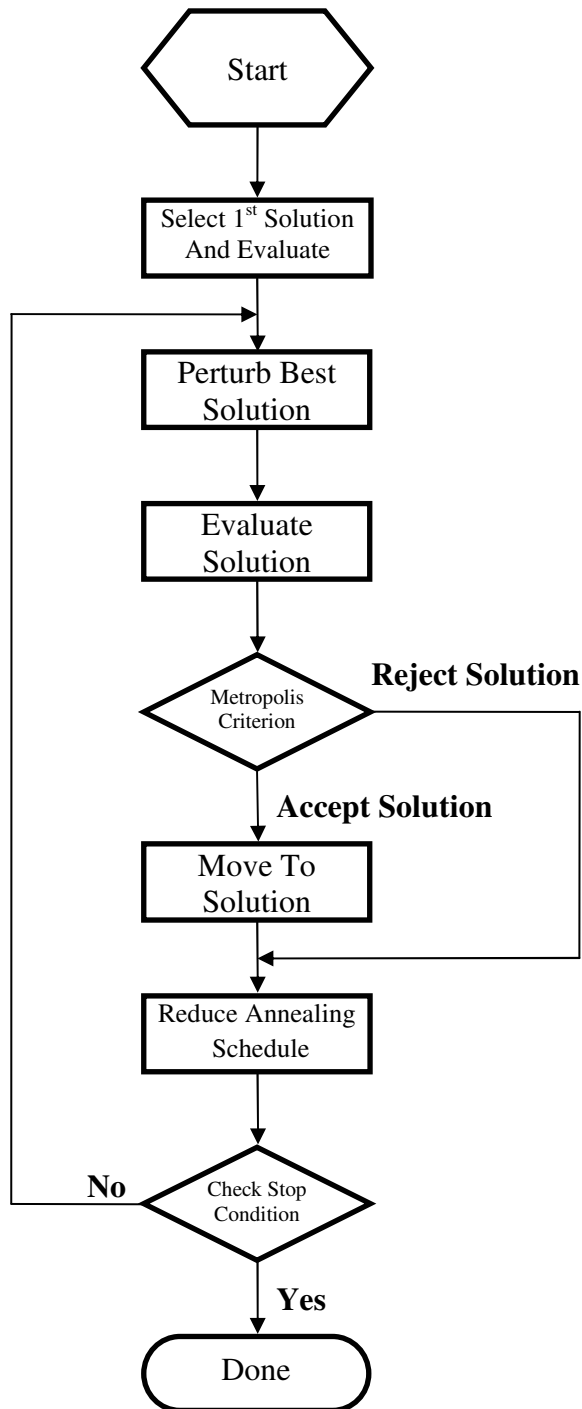 Start
Select 1st Solution
And Evaluate
Perturb Best
Solution
Evaluate
Solution
Metropolis
Criterion
Reject Solution
Accept Solution
Move To
Solution
Reduce Annealing
Schedule
Check Stop
Condition
No
Yes
Done